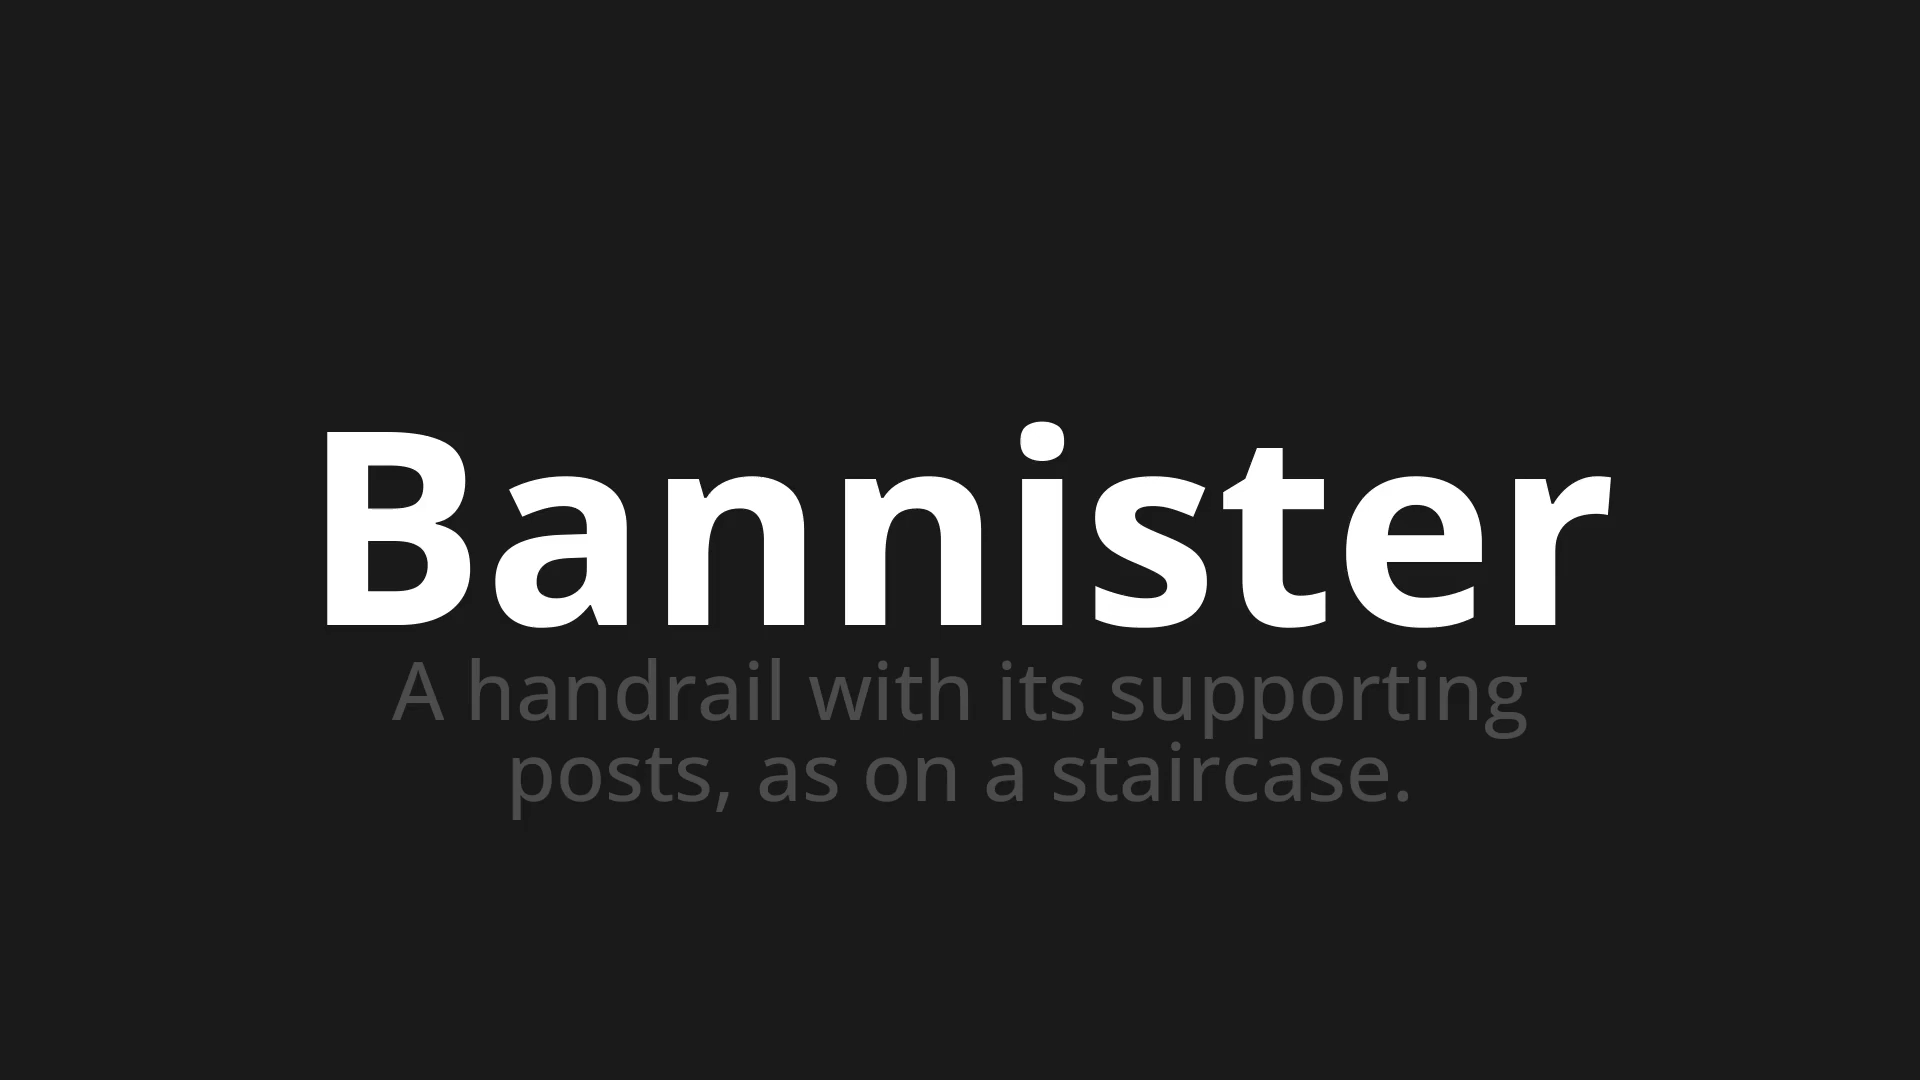 Bannister
A handrail with its supporting
posts, as on a staircase.